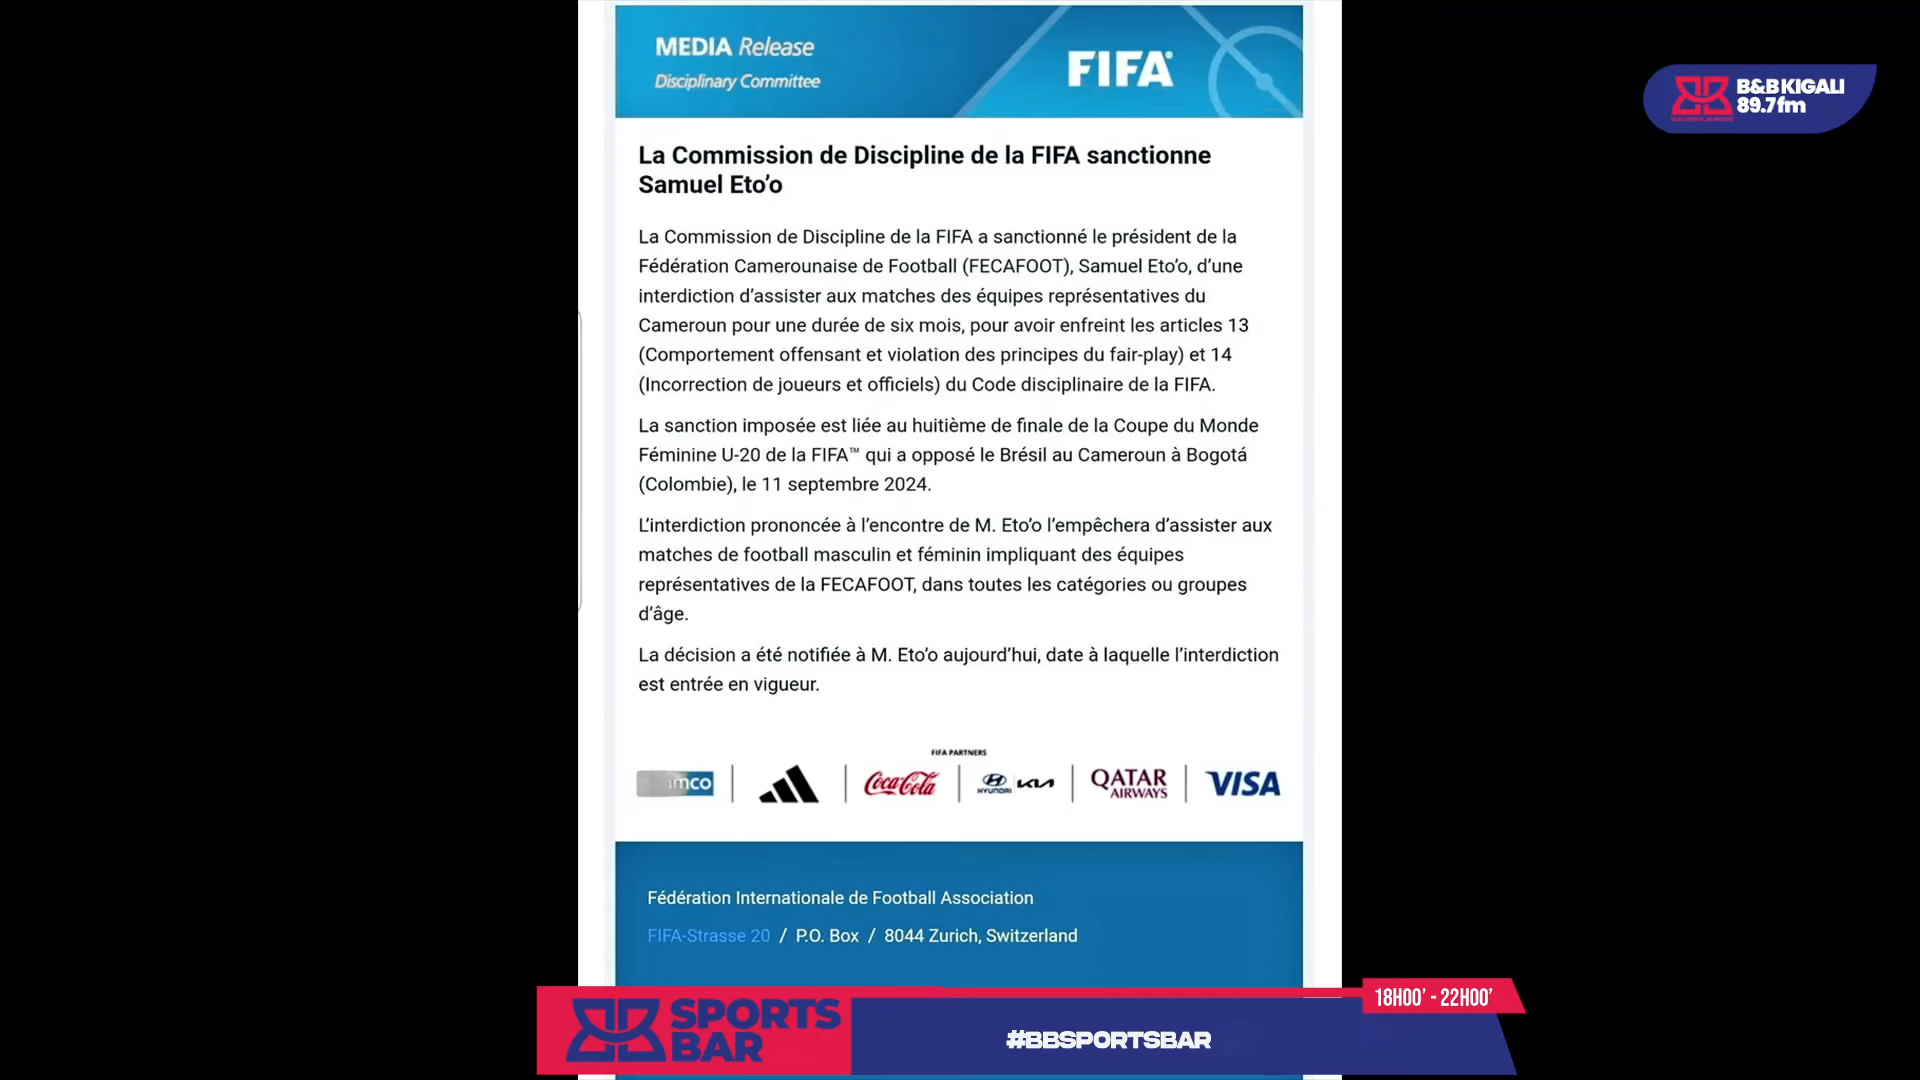 MEDIA Release
Disciplinary Committee
FIFA
B&B KIGALI
89.7fm
La Commission de Discipline de la FIFA sanctionne
Samuel Eto’o
La Commission de Discipline de la FIFA a sanctionné le président de la
Fédération Camerounaise de Football (FECAFOOT), Samuel Eto’o, d’une
interdiction d’assister aux matches des équipes représentatives du
Cameroun pour une durée de six mois, pour avoir enfreint les articles 13
(Comportement offensant et violation des principes du fair-play) et 14
(Incorrection de joueurs et officiels) du Code disciplinaire de la FIFA.
La sanction imposée est liée au huitième de finale de la Coupe du Monde
Féminine U-20 de la FIFA™ qui a opposé le Brésil au Cameroun à Bogotá
(Colombie), le 11 septembre 2024.
L’interdiction prononcée à l’encontre de M. Eto’o l’empêchera d’assister aux
matches de football masculin et féminin impliquant des équipes
représentatives de la FECAFOOT, dans toutes les catégories ou groupes
d’âge.
La décision a été notifiée à M. Eto’o aujourd’hui, date à laquelle l’interdiction
est entrée en vigueur.
FIFA PARTNERS
Coca-Cola
HYUNDAI
KIA
QATAR
AIRWAYS
VISA
Fédération Internationale de Football Association
FIFA-Strasse 20 / P.O. Box / 8044 Zurich, Switzerland
18H00’ - 22H00’
SPORTS
BAR
#BBSPORTSBAR